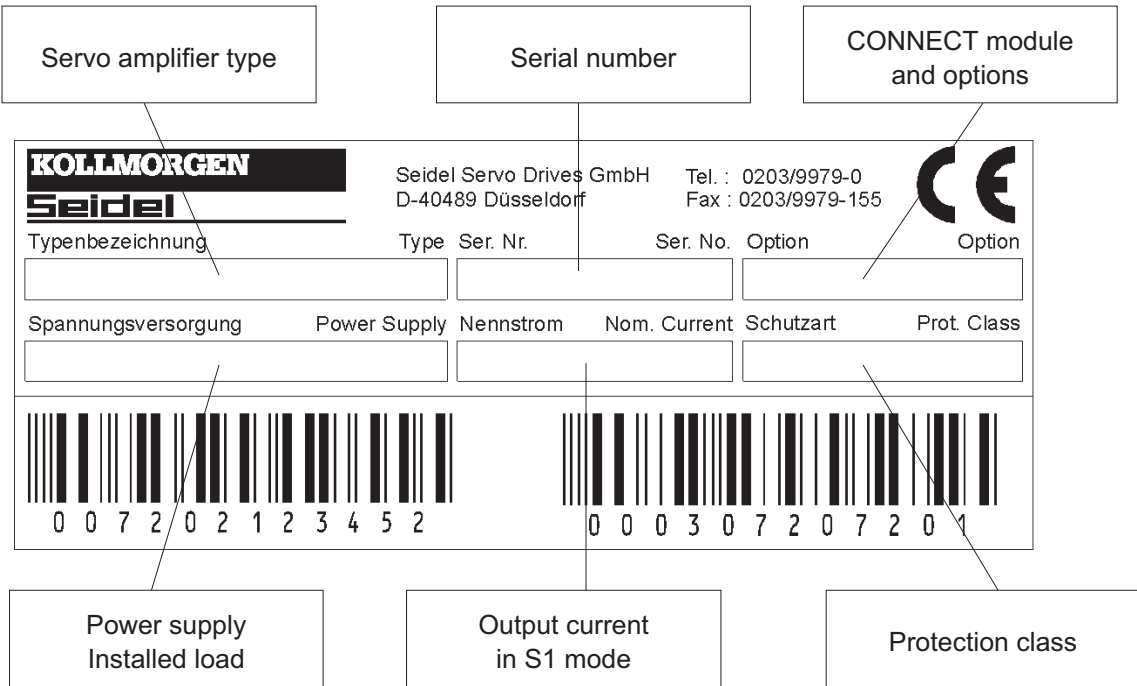 Servo amplifier type
Serial number
CONNECT module
and options
KOLLMORGEN
Seidel
Seidel Servo Drives GmbH
D-40489 Düsseldorf
Tel. : 0203/9979-0
Fax : 0203/9979-155
CE
Typenbezeichnung Type Ser. Nr. Ser. No. Option Option
Spannungsversorgung Power Supply Nennstrom Nom. Current Schutzart Prot. Class
0 0 7 2 0 2 1 2 3 4 5 2
0 0 0 3 0 7 2 0 7 2 0 1
Power supply
Installed load
Output current
in S1 mode
Protection class